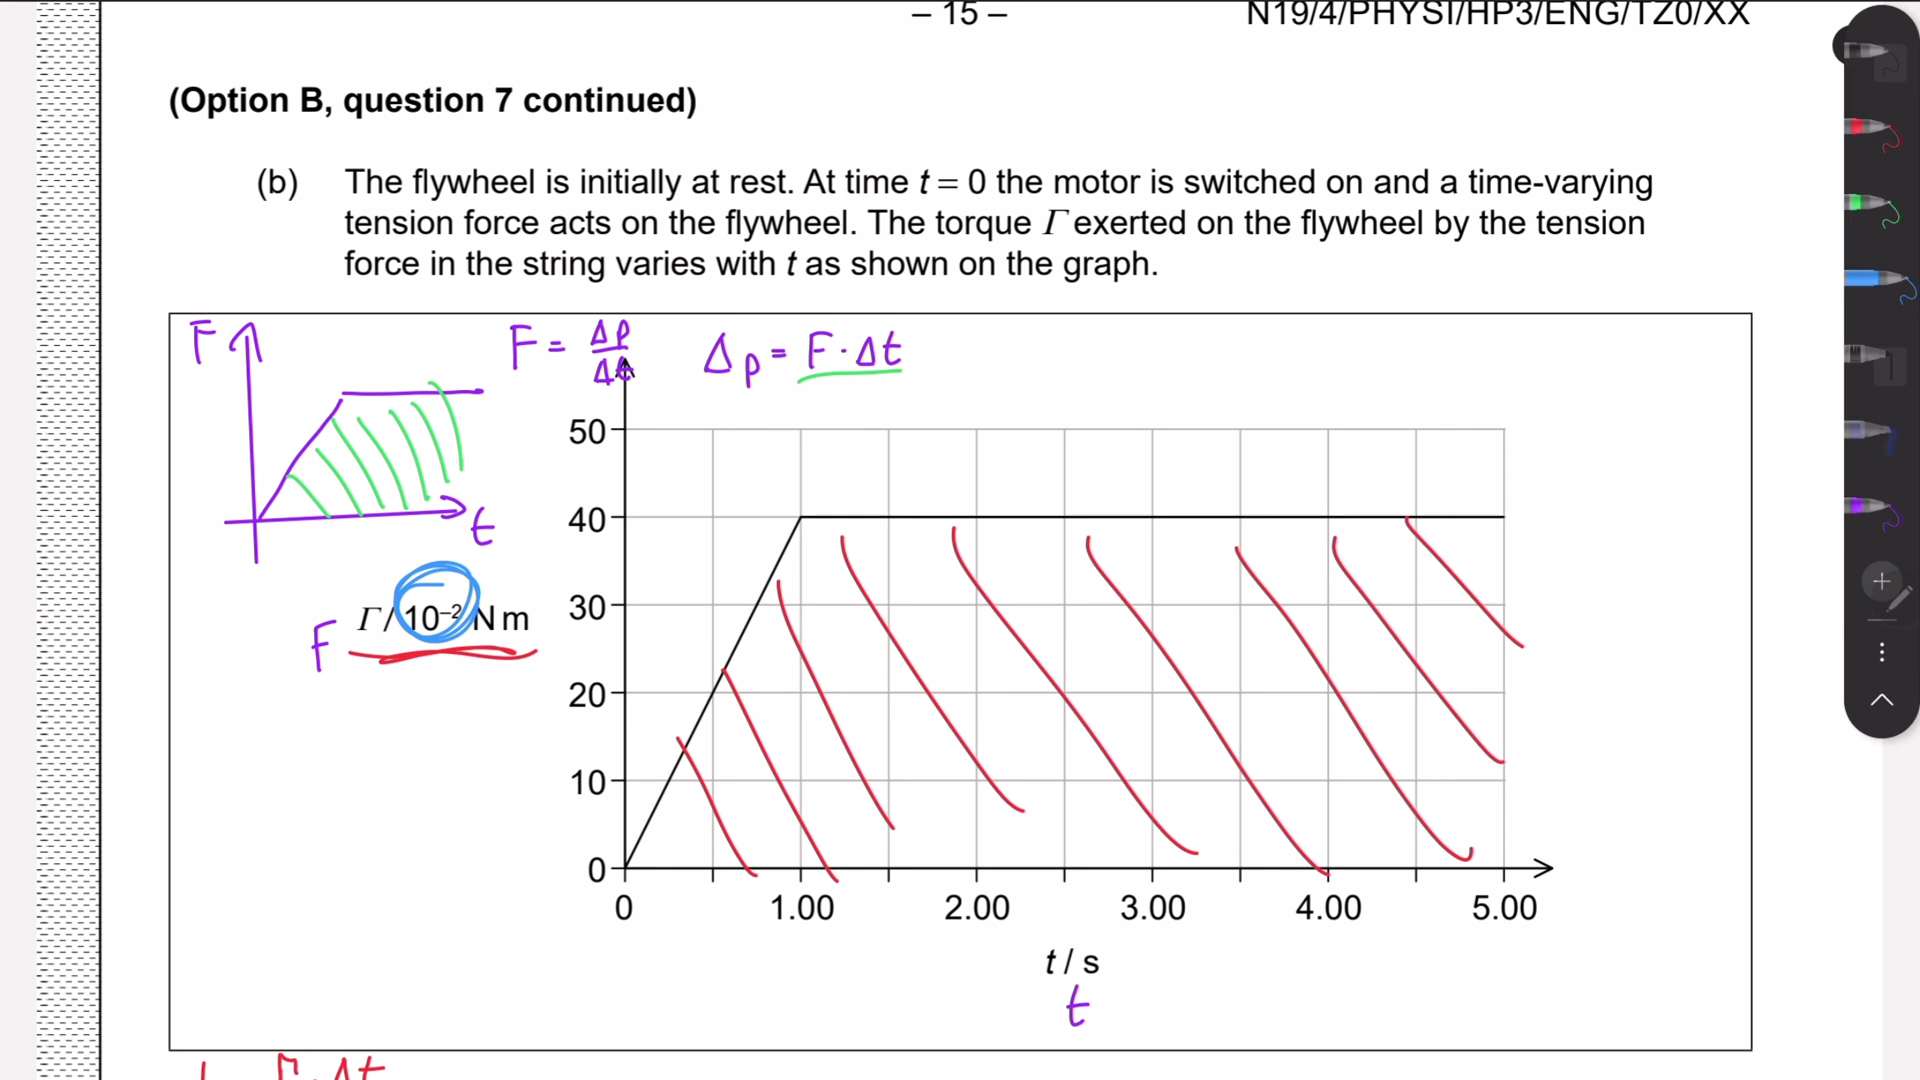 – 15 –
N19/4/PHYSI/HP3/ENG/TZ0/XX
(Option B, question 7 continued)
(b) The flywheel is initially at rest. At time t = 0 the motor is switched on and a time-varying
tension force acts on the flywheel. The torque Γ exerted on the flywheel by the tension
force in the string varies with t as shown on the graph.
F
F = Δp/Δt
Δp = F · Δt
t
F
Γ / 10⁻² N m
50
40
30
20
10
0
0 1.00 2.00 3.00 4.00 5.00
t / s
t
Δt